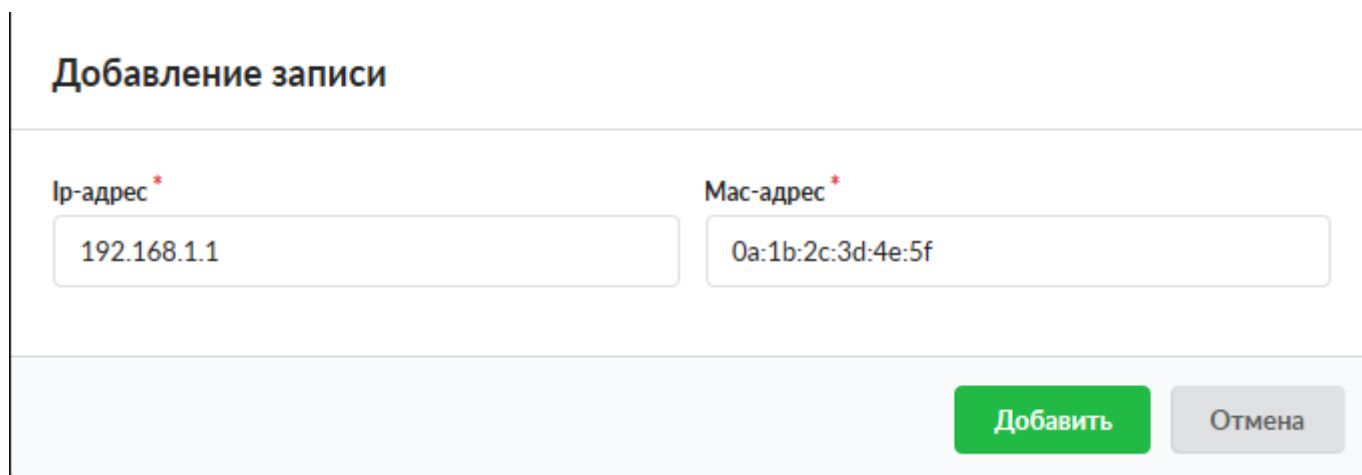 Добавление записи
Ip-адрес* Mac-адрес*
192.168.1.1 0a:1b:2c:3d:4e:5f
Добавить Отмена